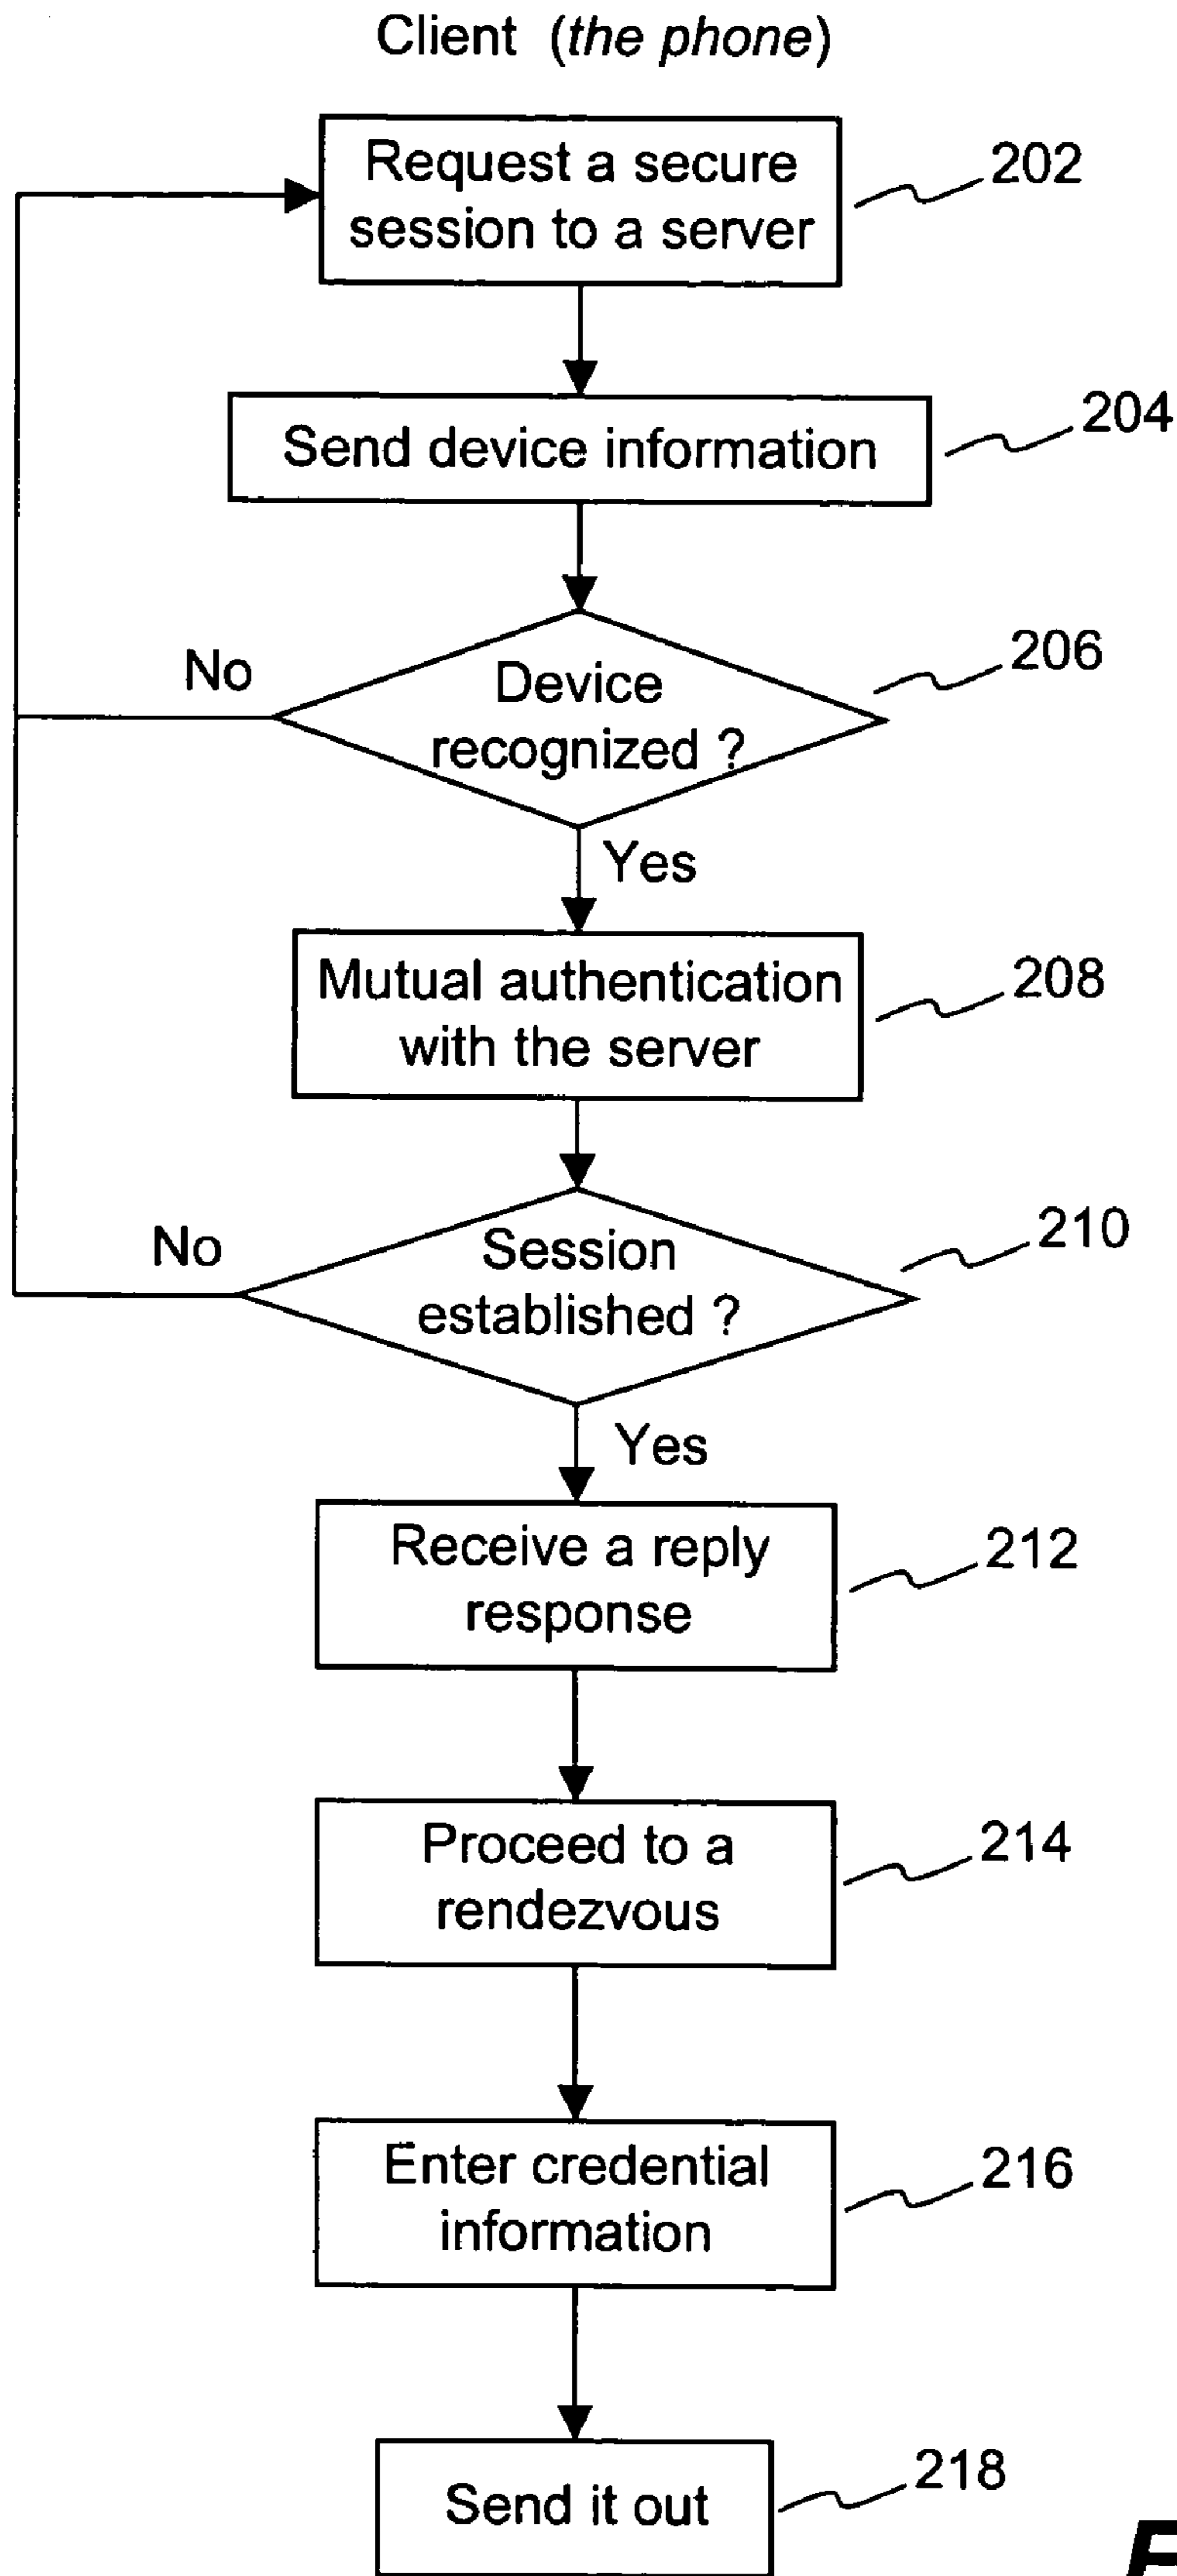 Client (the phone)
Request a secure
session to a server
202
Send device information
204
Device
recognized ?
206
No
Yes
Mutual authentication
with the server
208
Session
established ?
210
No
Yes
Receive a reply
response
212
Proceed to a
rendezvous
214
Enter credential
information
216
Send it out
218